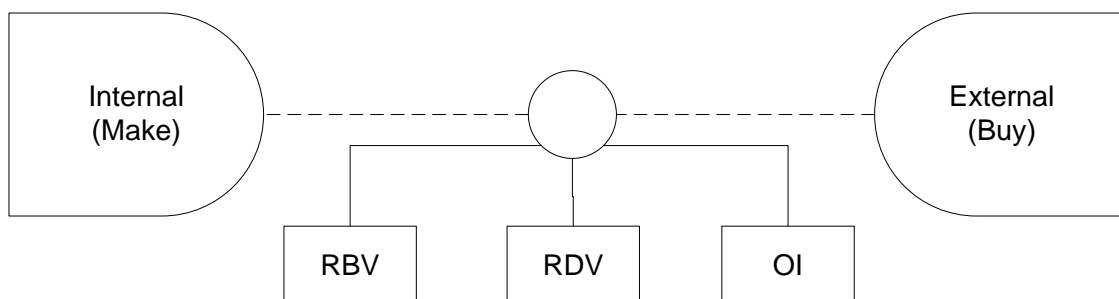 Internal
(Make)
External
(Buy)
RBV
RDV
OI